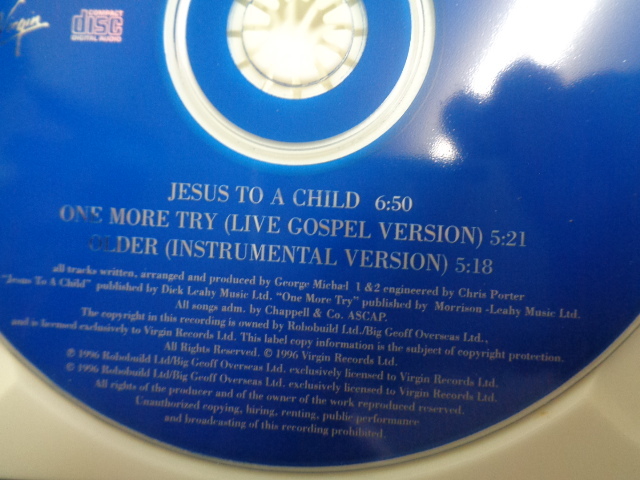 Virgin
COMPACT
disc
DIGITAL AUDIO
JESUS TO A CHILD 6:50
ONE MORE TRY (LIVE GOSPEL VERSION) 5:21
OLDER (INSTRUMENTAL VERSION) 5:18
all tracks written, arranged and produced by George Michael 1 & 2 engineered by Chris Porter
"Jesus To A Child" published by Dick Leahy Music Ltd. "One More Try" published by Morrison -Leahy Music Ltd.
All songs adm. by Chappell & Co. ASCAP.
The copyright in this recording is owned by Robobuild Ltd/Big Geoff Overseas Ltd.,
and is licensed exclusively to Virgin Records Ltd. This label copy information is the subject of copyright protection.
All Rights Reserved. © 1996 Virgin Records Ltd.
℗ 1996 Robobuild Ltd/Big Geoff Overseas Ltd. exclusively licensed to Virgin Records Ltd.
© 1996 Robobuild Ltd/Big Geoff Overseas Ltd. exclusively licensed to Virgin Records Ltd.
All rights of the producer and of the owner of the work reproduced reserved.
Unauthorized copying, hiring, renting, public performance
and broadcasting of this recording prohibited.